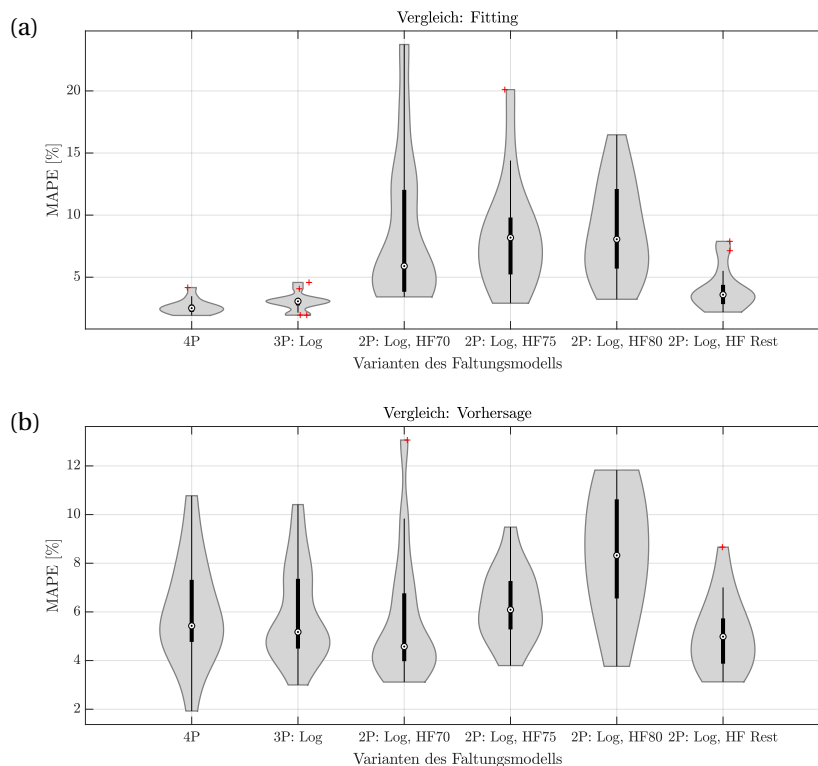 (a)
Vergleich: Fitting
MAPE [%]
20
15
10
5
4P
3P: Log
2P: Log, HF70
2P: Log, HF75
2P: Log, HF80
2P: Log, HF Rest
Varianten des Faltungsmodells
(b)
Vergleich: Vorhersage
MAPE [%]
12
10
8
6
4
2
4P
3P: Log
2P: Log, HF70
2P: Log, HF75
2P: Log, HF80
2P: Log, HF Rest
Varianten des Faltungsmodells